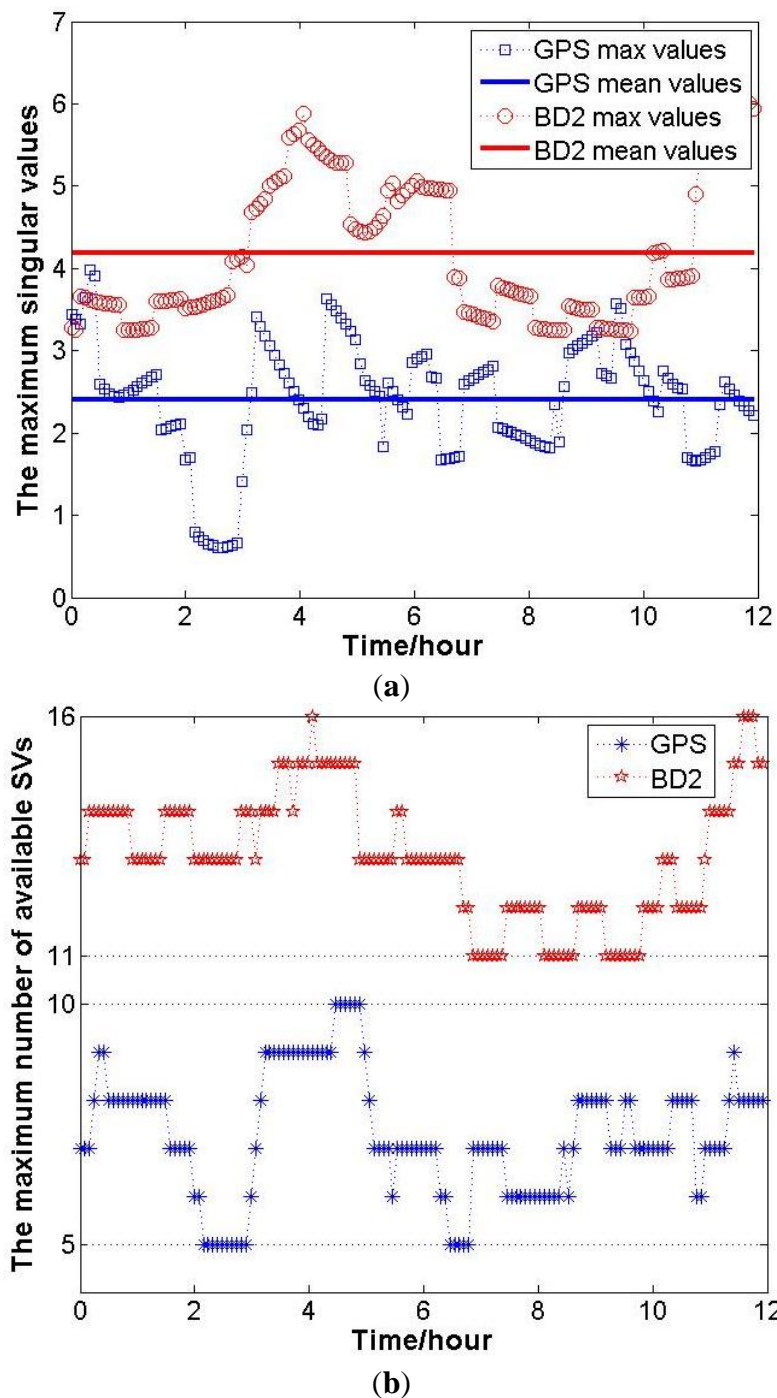 The maximum singular values
7
6
5
4
3
2
1
0
GPS max values
GPS mean values
BD2 max values
BD2 mean values
0 2 4 6 8 10 12
Time/hour
(a)
The maximum number of available SVs
16
11
10
5
GPS
BD2
0 2 4 6 8 10 12
Time/hour
(b)